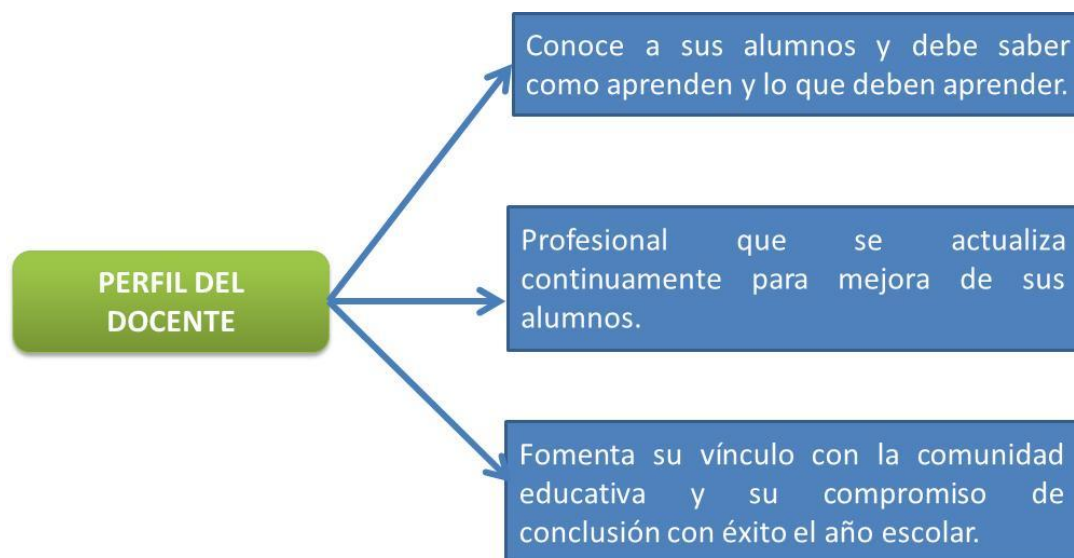 Conoce a sus alumnos y debe saber
como aprenden y lo que deben aprender.
PERFIL DEL
DOCENTE
Profesional que se actualiza
continuamente para mejora de sus
alumnos.
Fomenta su vínculo con la comunidad
educativa y su compromiso de
conclusión con éxito el año escolar.